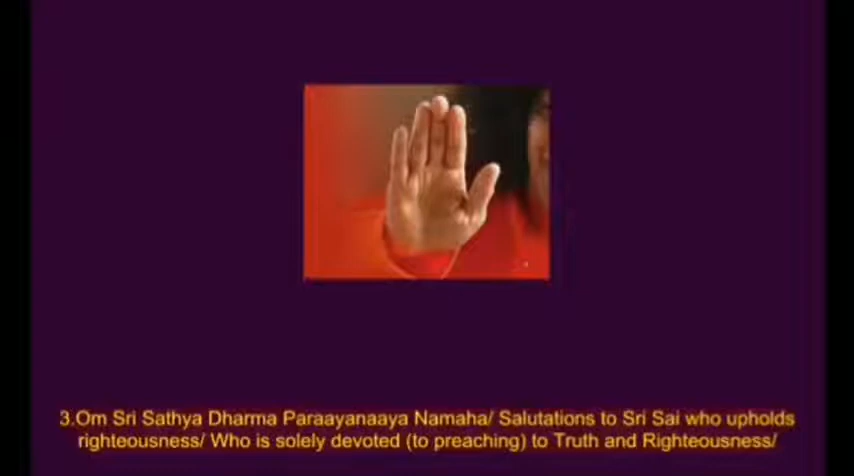 3.Om Sri Sathya Dharma Paraayanaaya Namaha/ Salutations to Sri Sai who upholds
righteousness/ Who is solely devoted (to preaching) to Truth and Righteousness/